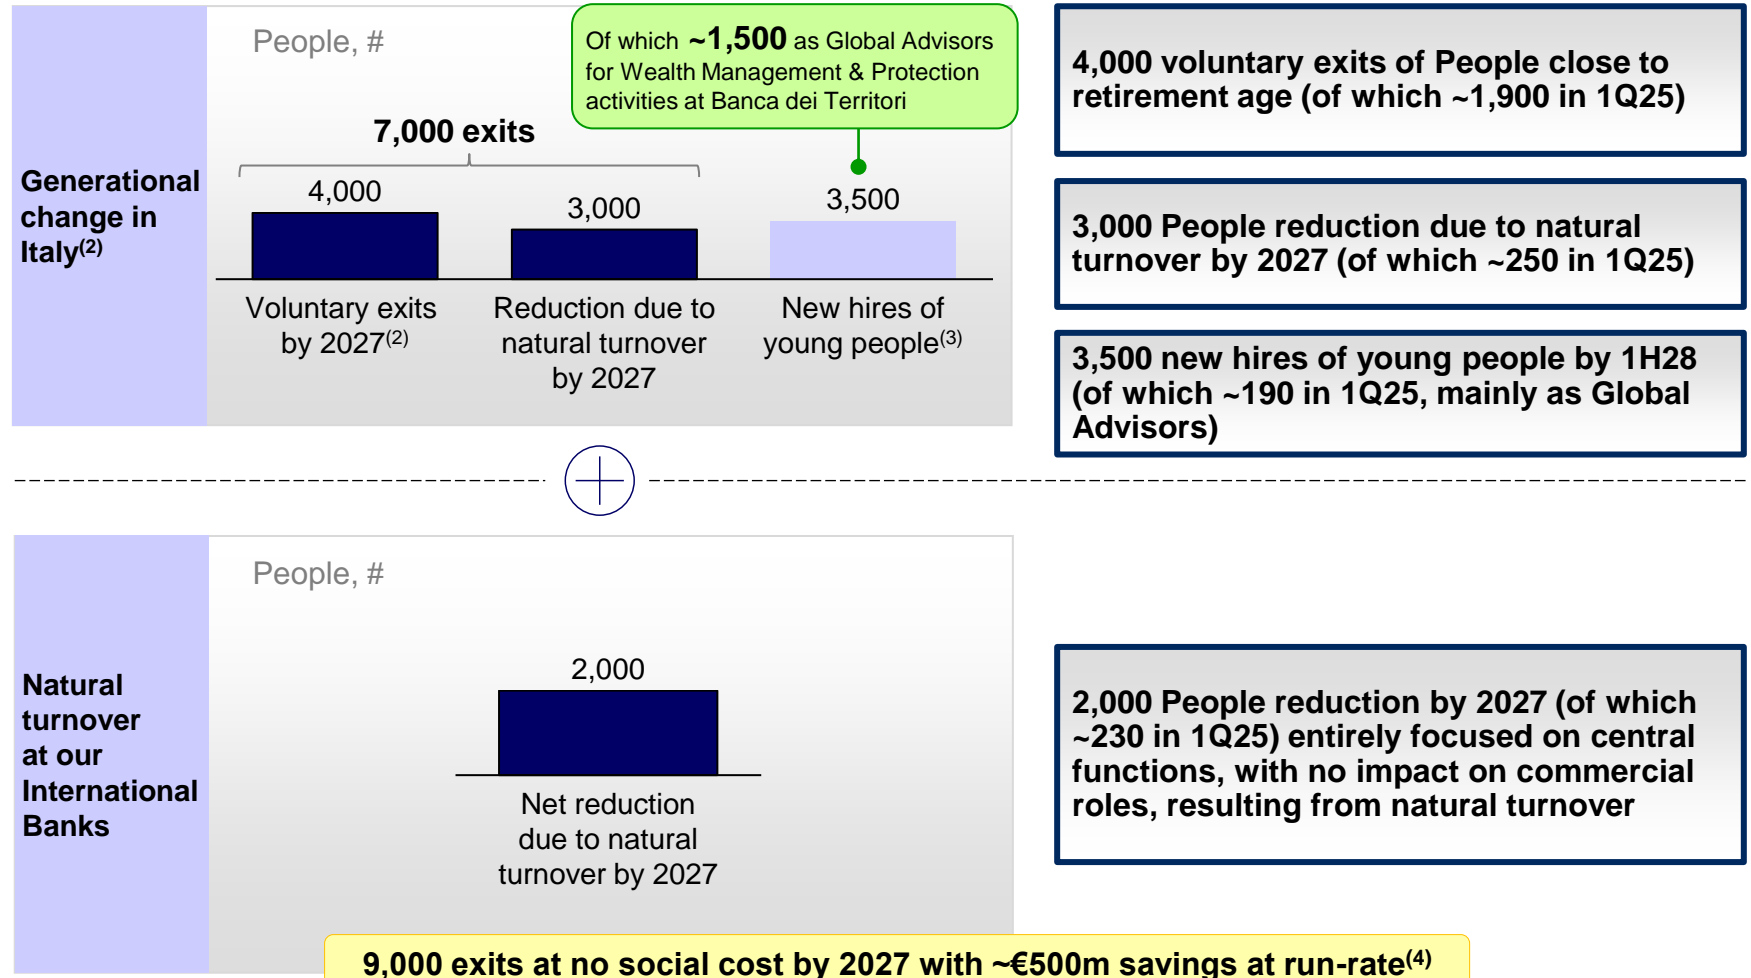 People, #
Of which ~1,500 as Global Advisors
for Wealth Management & Protection
activities at Banca dei Territori
7,000 exits
Generational
change in
Italy(2)
4,000
3,000
3,500
Voluntary exits
by 2027(2)
Reduction due to
natural turnover
by 2027
New hires of
young people(3)
4,000 voluntary exits of People close to
retirement age (of which ~1,900 in 1Q25)
3,000 People reduction due to natural
turnover by 2027 (of which ~250 in 1Q25)
3,500 new hires of young people by 1H28
(of which ~190 in 1Q25, mainly as Global
Advisors)
People, #
Natural
turnover
at our
International
Banks
2,000
Net reduction
due to natural
turnover by 2027
2,000 People reduction by 2027 (of which
~230 in 1Q25) entirely focused on central
functions, with no impact on commercial
roles, resulting from natural turnover
9,000 exits at no social cost by 2027 with ~€500m savings at run-rate(4)